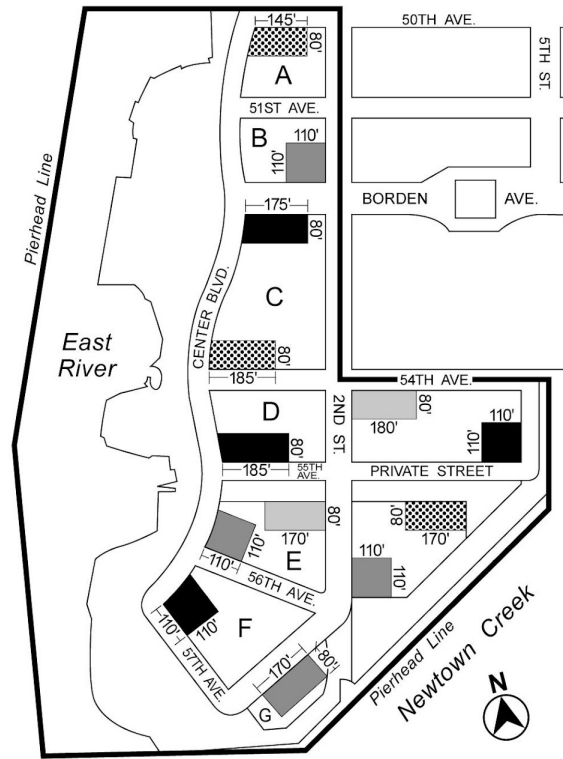 50TH AVE.
145'
80'
5TH ST.
A
51ST AVE.
B
110'
110'
BORDEN AVE.
Pierhead Line
175'
80'
CENTER BLVD.
C
East
River
80'
185'
54TH AVE.
D
2ND ST.
80'
180'
110'
110'
80'
185'
55TH
AVE.
PRIVATE STREET
170'
80'
80'
170'
110'
110'
E
110'
110'
56TH AVE.
F
110'
110'
57TH AVE.
170'
80'
G
Pierhead Line
Newtown Creek
N